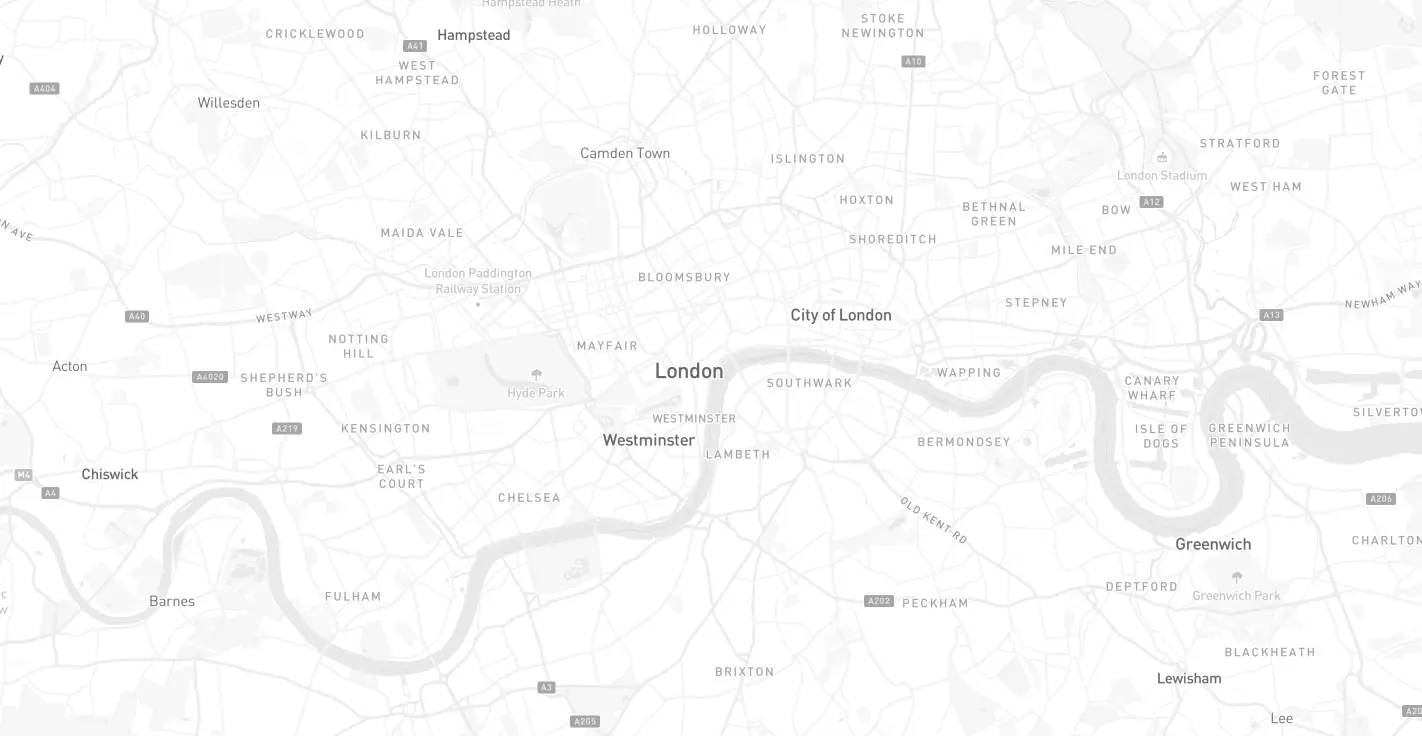 Hampstead Heath
CRICKLEWOOD
Hampstead
HOLLOWAY
STOKE
NEWINGTON
A41
A10
WEST
HAMPSTEAD
FOREST
GATE
A404
Willesden
KILBURN
Camden Town
ISLINGTON
STRATFORD
London Stadium
WEST HAM
HOXTON
BETHNAL
GREEN
BOW
A12
MAIDA VALE
SHOREDITCH
N AVE
MILE END
London Paddington
Railway Station
BLOOMSBURY
NEWHAM WAY
STEPNEY
A40
WESTWAY
City of London
A13
NOTTING
HILL
MAYFAIR
Acton
London
A4020
SHEPHERD'S
BUSH
Hyde Park
SOUTHWARK
WAPPING
CANARY
WHARF
WESTMINSTER
SILVERTO
A219
KENSINGTON
Westminster
BERMONDSEY
ISLE OF
DOGS
GREENWICH
PENINSULA
LAMBETH
M4
Chiswick
EARL'S
COURT
A4
CHELSEA
A206
OLD KENT RD
Greenwich
CHARLTON
DEPTFORD
Greenwich Park
c
w
Barnes
FULHAM
A202
PECKHAM
BLACKHEATH
BRIXTON
Lewisham
A3
A205
Lee
A20